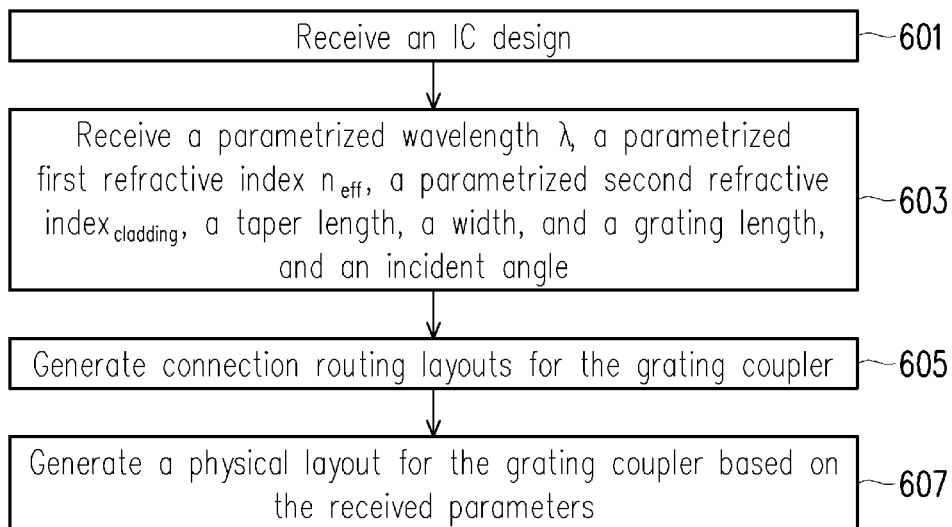 Receive an IC design
601
Receive a parametrized wavelength λ, a parametrized
first refractive index n_eff, a parametrized second refractive
index_cladding, a taper length, a width, and a grating length,
and an incident angle
603
Generate connection routing layouts for the grating coupler
605
Generate a physical layout for the grating coupler based on
the received parameters
607